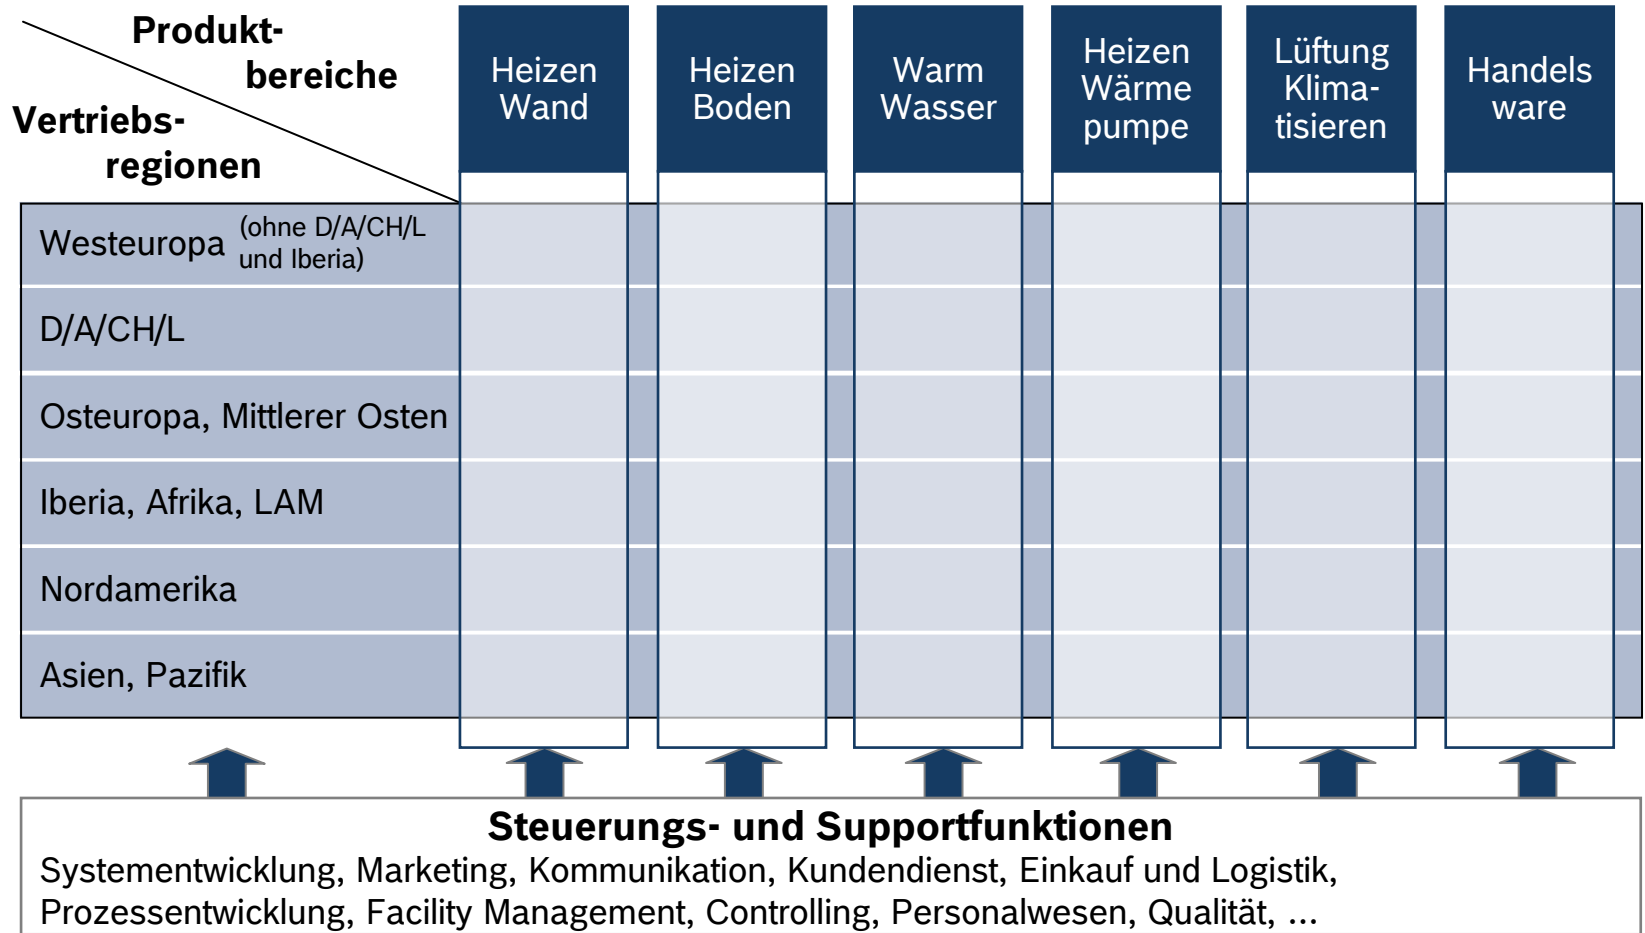 Produkt-
bereiche
Vertriebs-
regionen
Heizen
Wand
Heizen
Boden
Warm
Wasser
Heizen
Wärme
pumpe
Lüftung
Klima-
tisieren
Handels
ware
Westeuropa (ohne D/A/CH/L
und Iberia)
D/A/CH/L
Osteuropa, Mittlerer Osten
Iberia, Afrika, LAM
Nordamerika
Asien, Pazifik
Steuerungs- und Supportfunktionen
Systementwicklung, Marketing, Kommunikation, Kundendienst, Einkauf und Logistik,
Prozessentwicklung, Facility Management, Controlling, Personalwesen, Qualität, ...